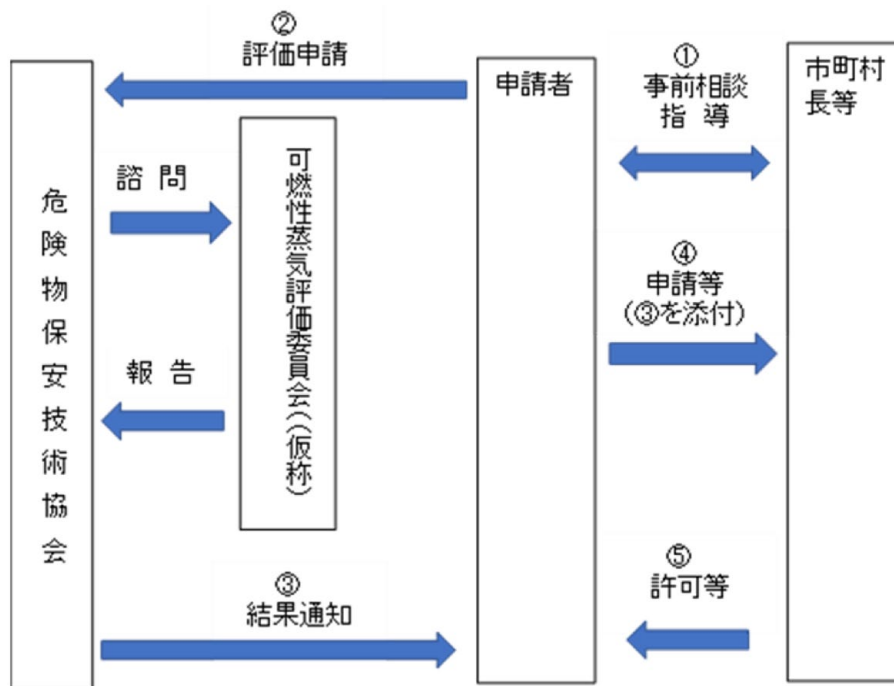 ②
評価申請
申請者
①
事前相談
指 導
市町村
長等
危険物保安技術協会
諮 問
可燃性蒸気評価委員会((仮称)
報 告
④
申請等
(③を添付)
③
結果通知
⑤
許可等